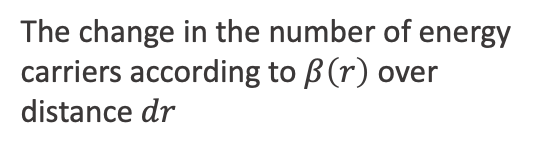 The change in the number of energy
carriers according to β(r) over
distance dr